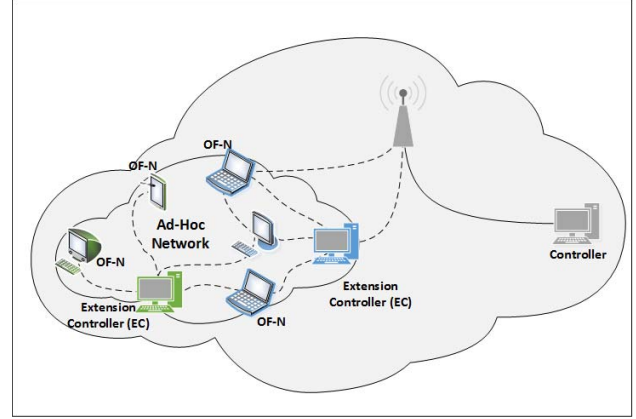 OF-N
OF-N
Ad-Hoc
Network
OF-N
Controller
Extension
Controller (EC)
Extension
Controller (EC)
OF-N